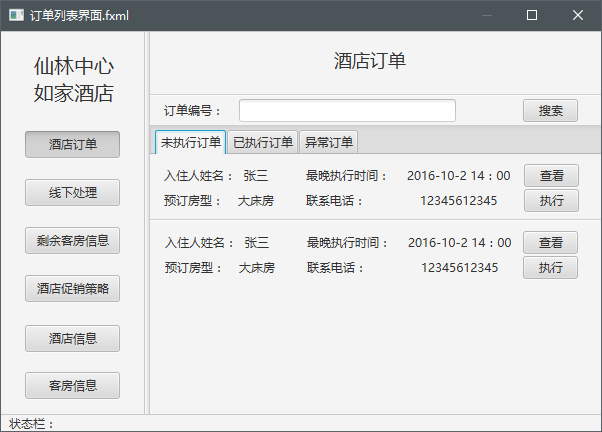 订单列表界面.fxml
仙林中心
如家酒店
酒店订单
线下处理
剩余客房信息
酒店促销策略
酒店信息
客房信息
酒店订单
订单编号： 搜索
未执行订单 已执行订单 异常订单
入住人姓名： 张三 最晚执行时间： 2016-10-2 14：00 查看
预订房型： 大床房 联系电话： 12345612345 执行
入住人姓名： 张三 最晚执行时间： 2016-10-2 14：00 查看
预订房型： 大床房 联系电话： 12345612345 执行
状态栏：